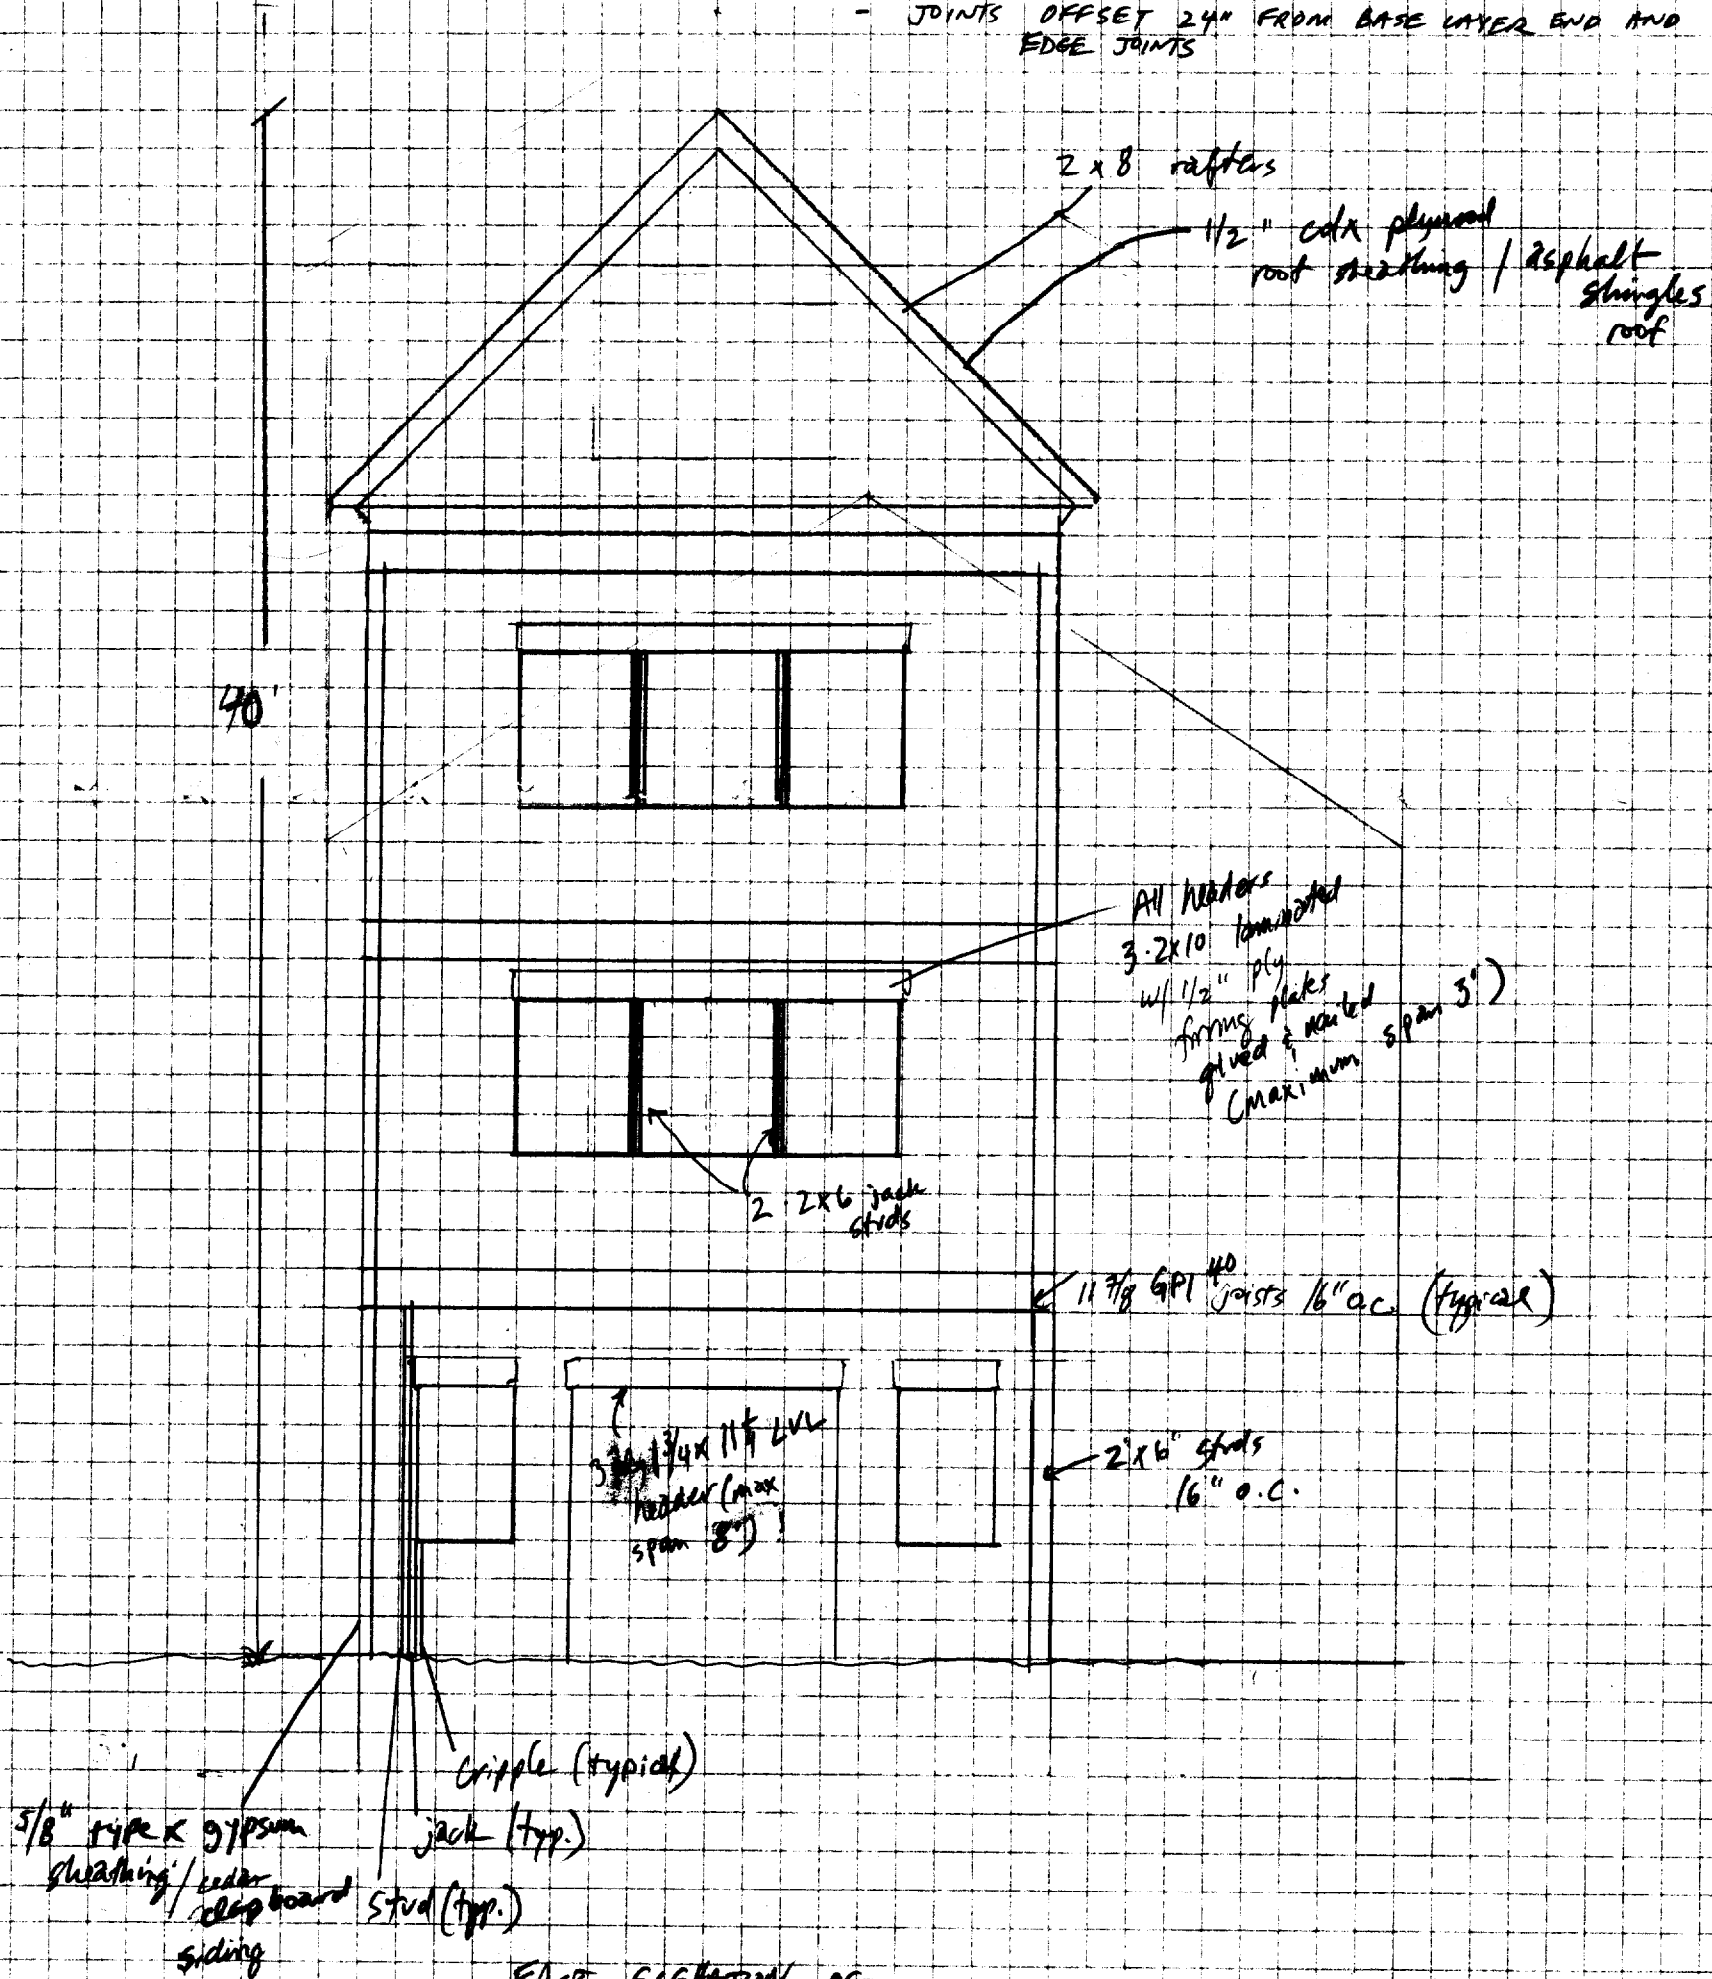 - JOINTS OFFSET 24" FROM BASE LAYER END AND
EDGE JOINTS
2 x 8 rafters
1/2" cdx plywood
roof sheathing / asphalt
shingles
roof
40'
All headers
3-2x10 laminated
w/ 1/2" ply
plates
glued & nailed
(maximum span 3')
2-2x6 jack
studs
11 7/8 GPI 40
joists 16" o.c. (typical)
3 1 3/4 x 11 LVL
header (max
span 8')
2"x6" studs
16" o.c.
cripple (typical)
jack (typ.)
stud (typ.)
5/8" type x gypsum
sheathing / cedar
clapboard
siding